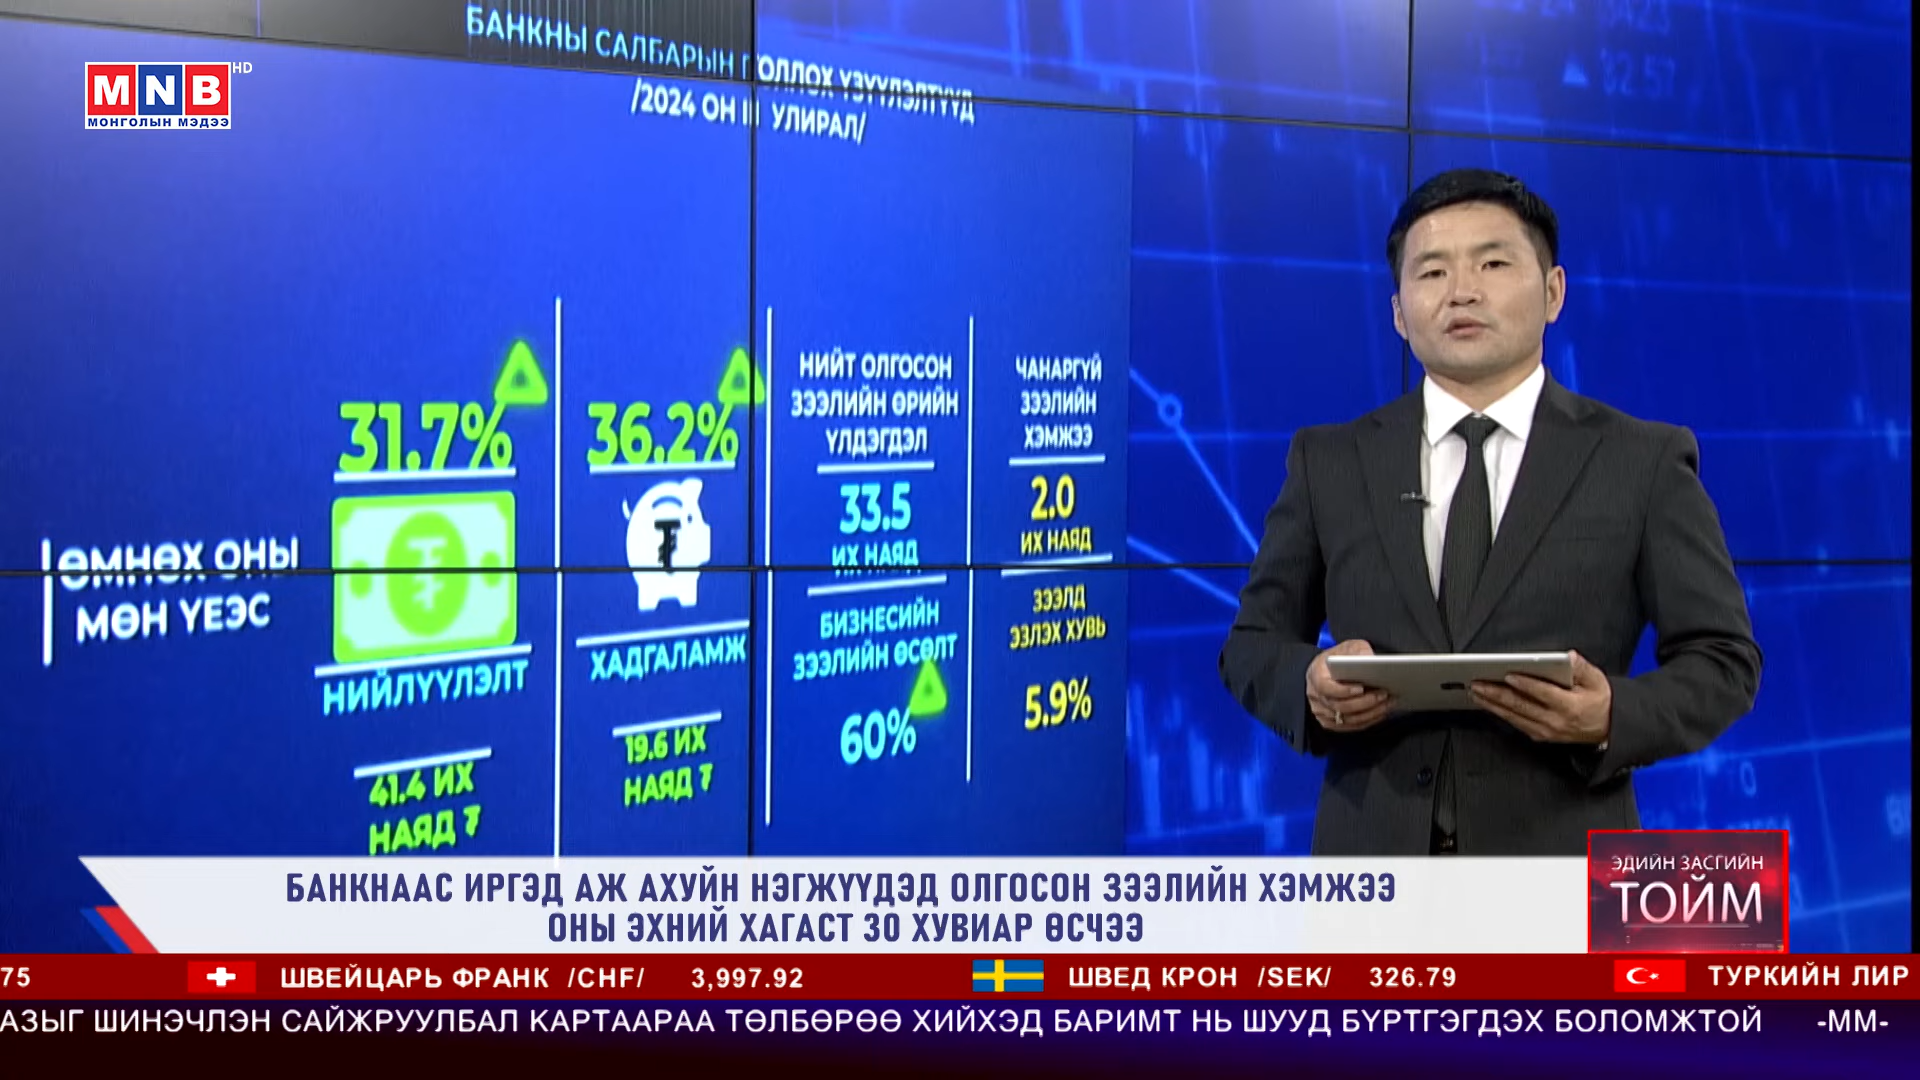 БАНКНЫ САЛБАРЫН ГОЛЛОХ ҮЗҮҮЛЭЛТҮҮД
/2024 ОН II УЛИРАЛ/
MNB HD
МОНГОЛЫН МЭДЭЭ
ӨМНӨХ ОНЫ
МӨН ҮЕЭС
31.7%
НИЙЛҮҮЛЭЛТ
41.4 ИХ
НАЯД ₮
36.2%
ХАДГАЛАМЖ
19.6 ИХ
НАЯД ₮
НИЙТ ОЛГОСОН
ЗЭЭЛИЙН ӨРИЙН
ҮЛДЭГДЭЛ
33.5
ИХ НАЯД
БИЗНЕСИЙН
ЗЭЭЛИЙН ӨСӨЛТ
60%
ЧАНАРГҮЙ
ЗЭЭЛИЙН
ХЭМЖЭЭ
2.0
ИХ НАЯД
ЗЭЭЛД
ЭЗЛЭХ ХУВЬ
5.9%
БАНКНААС ИРГЭД АЖ АХУЙН НЭГЖҮҮДЭД ОЛГОСОН ЗЭЭЛИЙН ХЭМЖЭЭ
ОНЫ ЭХНИЙ ХАГАСТ 30 ХУВИАР ӨСЧЭЭ
ЭДИЙН ЗАСГИЙН
ТОЙМ
75 ШВЕЙЦАРЬ ФРАНК /CHF/ 3,997.92 ШВЕД КРОН /SEK/ 326.79 ТУРКИЙН ЛИР
АЗЫГ ШИНЭЧЛЭН САЙЖРУУЛБАЛ КАРТААРАА ТӨЛБӨРӨӨ ХИЙХЭД БАРИМТ НЬ ШУУД БҮРТГЭГДЭХ БОЛОМЖТОЙ -MM-